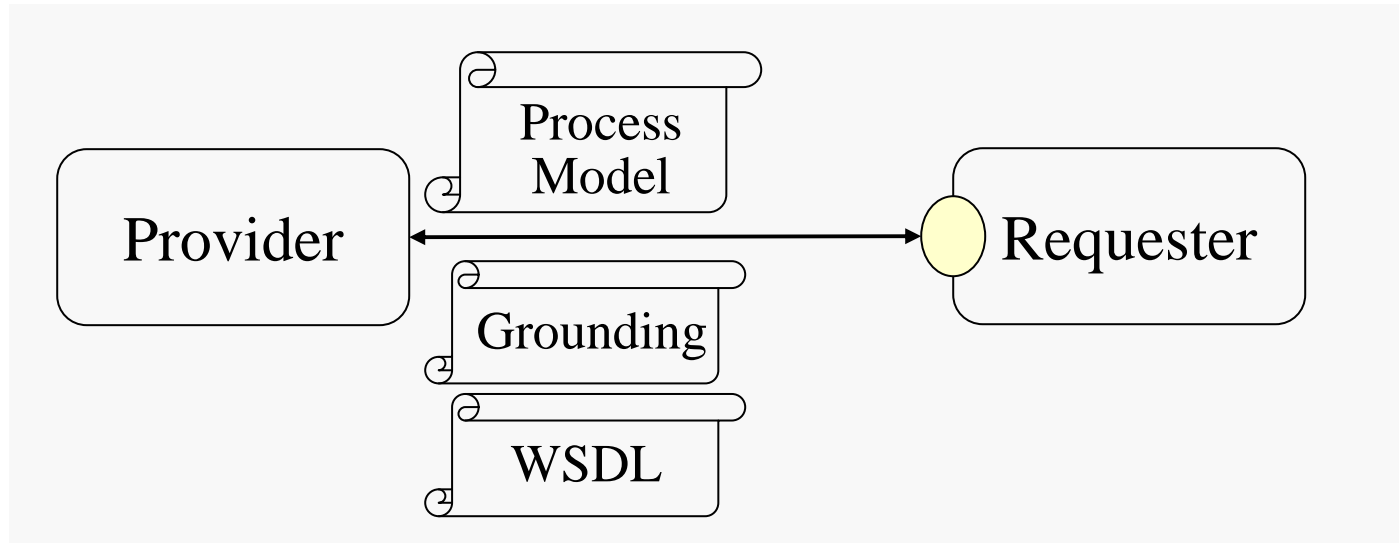 Process
Model
Provider
Requester
Grounding
WSDL